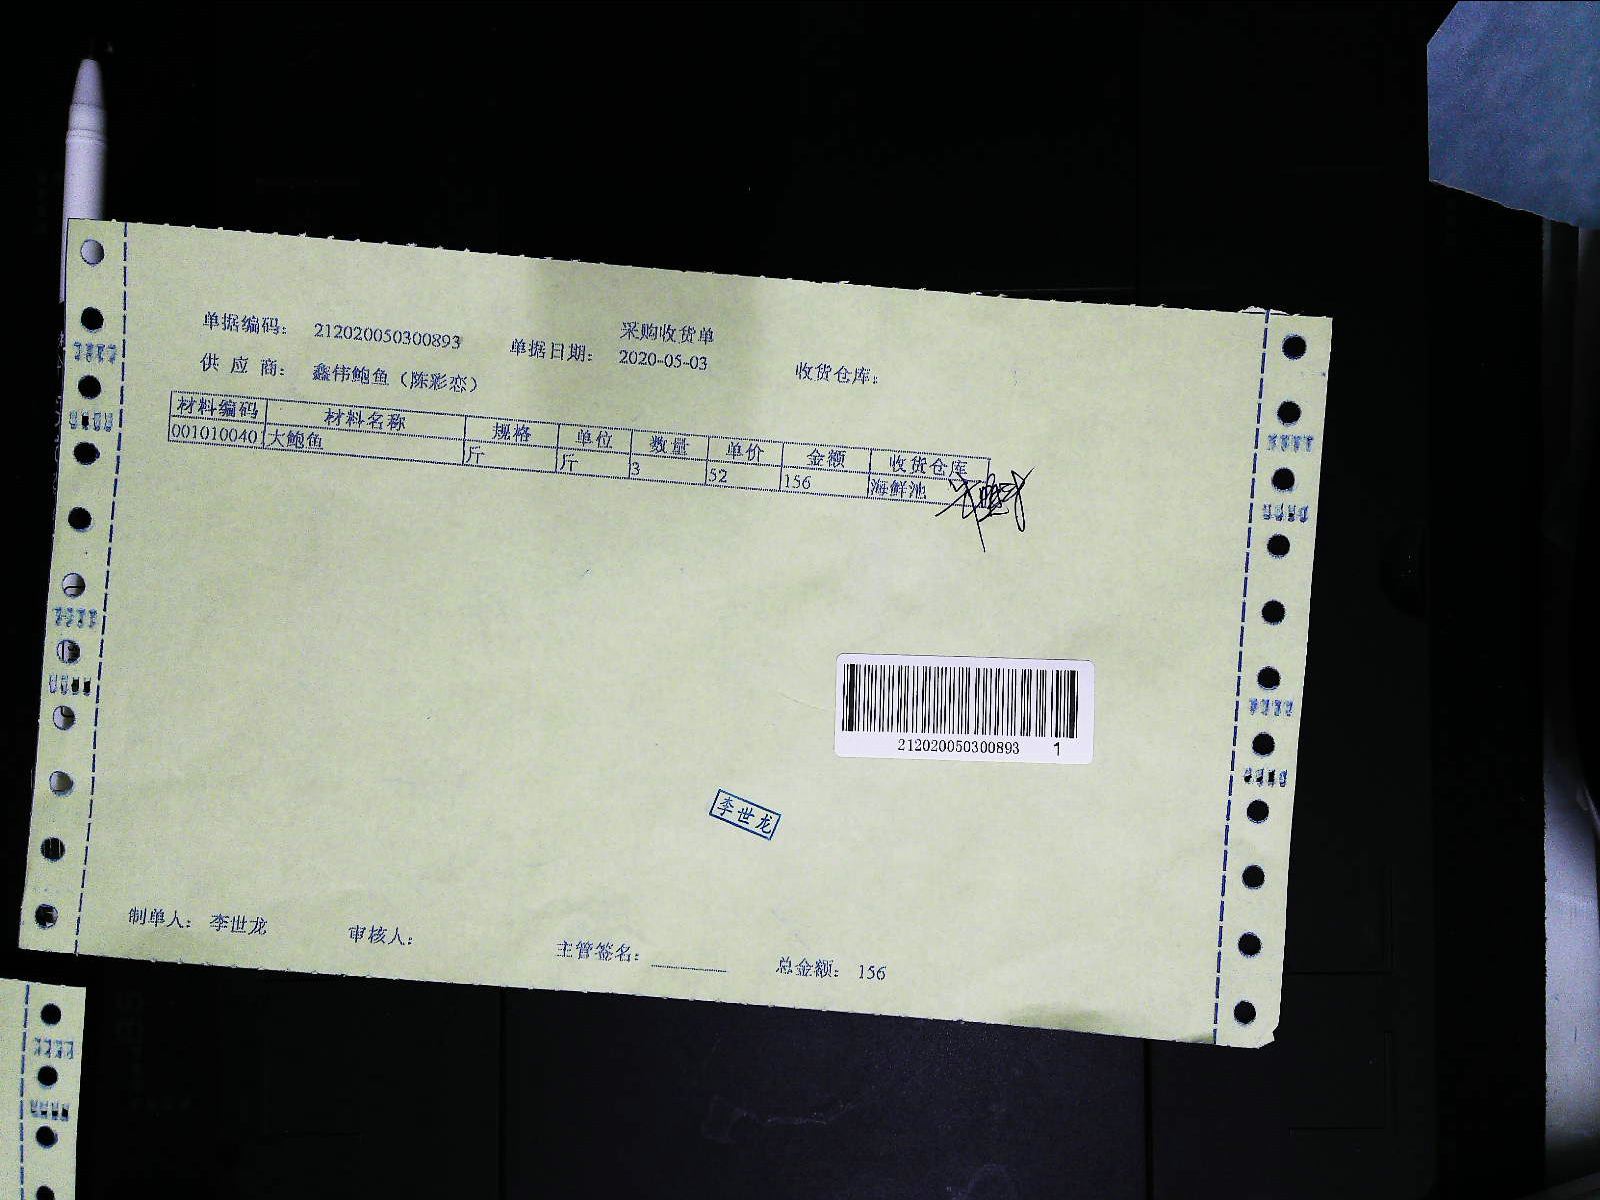 采购收货单
单据编码： 212020050300893 单据日期： 2020-05-03 收货仓库：
供 应 商： 鑫伟鲍鱼（陈彩恋）
材料编码 材料名称 规格 单位 数量 单价 金额 收货仓库
001010040 大鲍鱼 斤 斤 3 52 156 海鲜池
212020050300893 1
李世龙
制单人： 李世龙 审核人： 主管签名： 总金额： 156